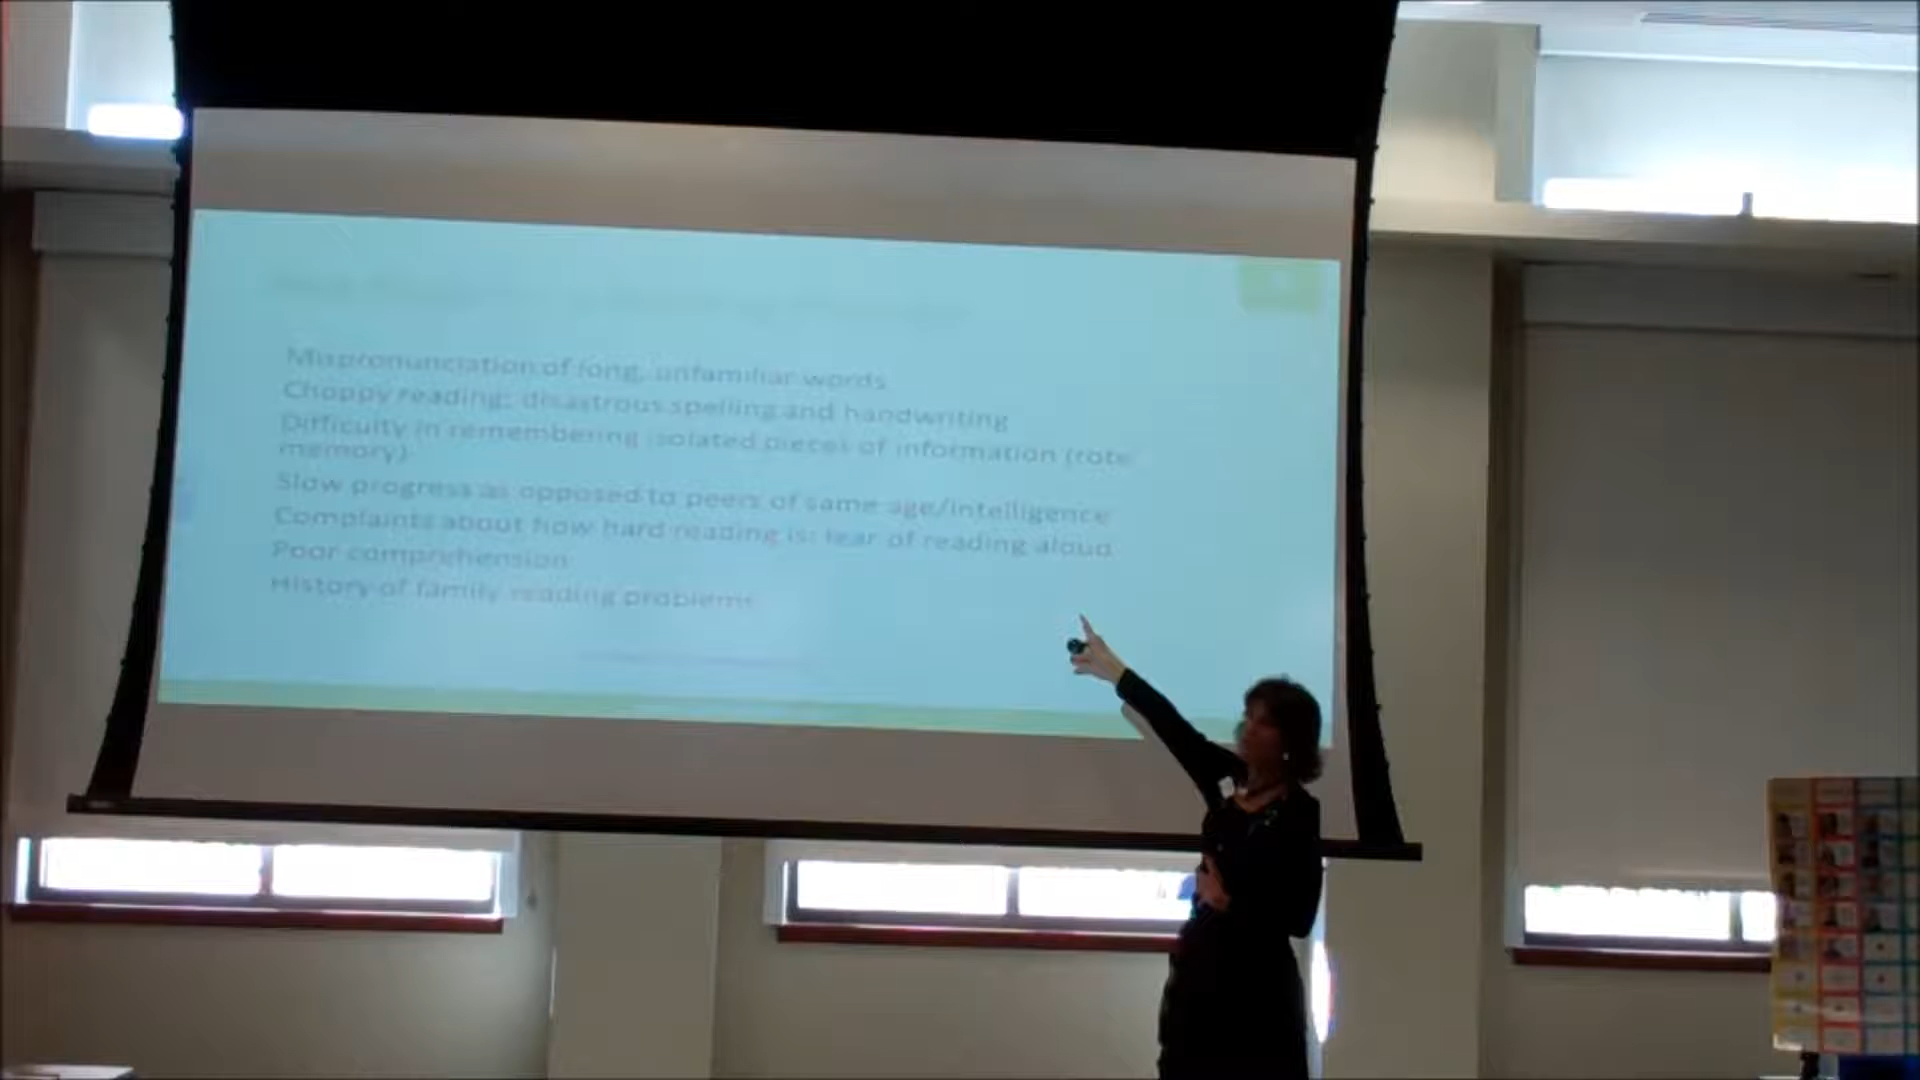 Mispronunciation of long, unfamiliar words
Choppy reading; disastrous spelling and handwriting
Difficulty in remembering isolated pieces of information (rote
memory)
Slow progress as opposed to peers of same age/intelligence
Complaints about how hard reading is; fear of reading aloud
Poor comprehension
History of family reading problems